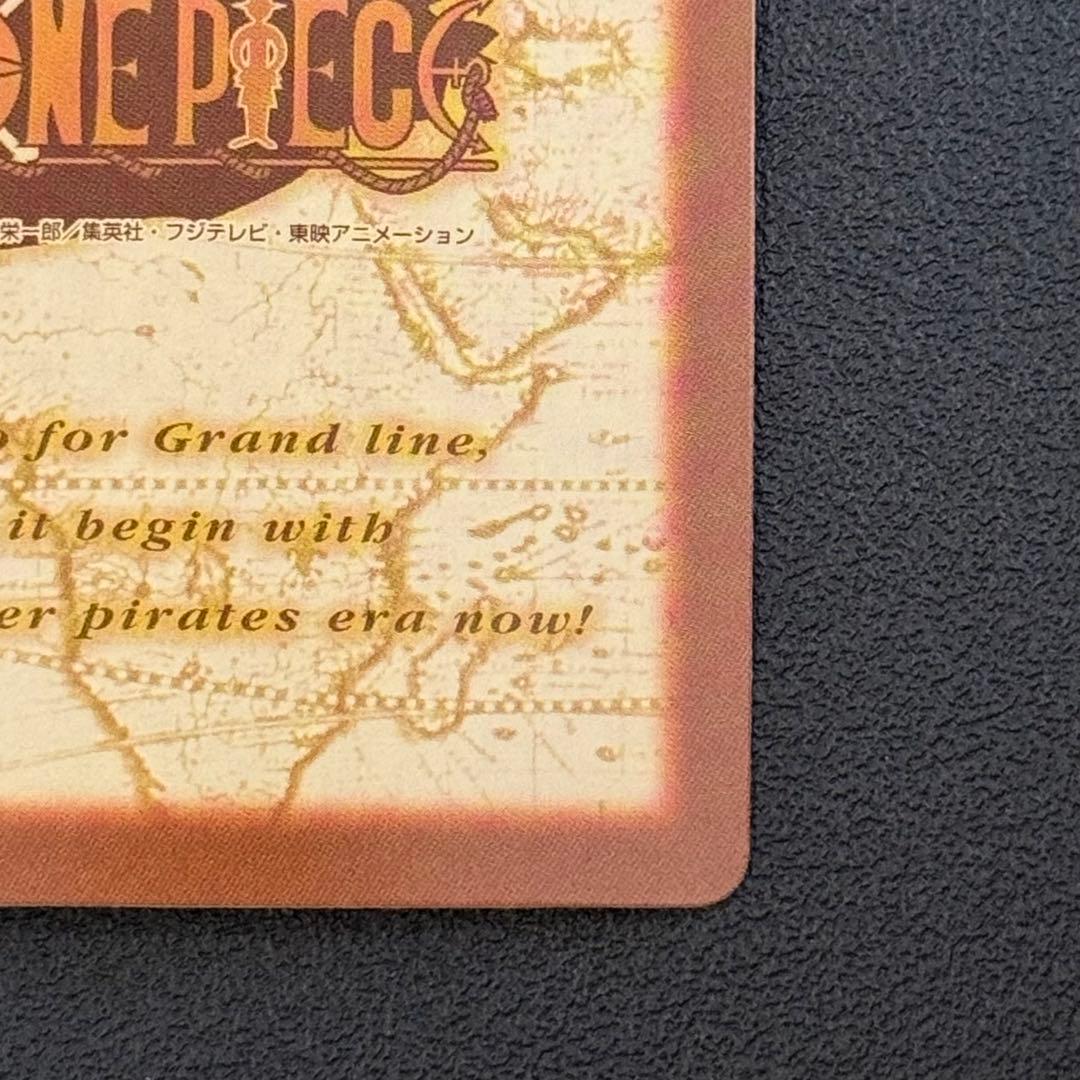 ONE PIECE
栄一郎/集英社・フジテレビ・東映アニメーション
for Grand line,
it begin with
er pirates era now!